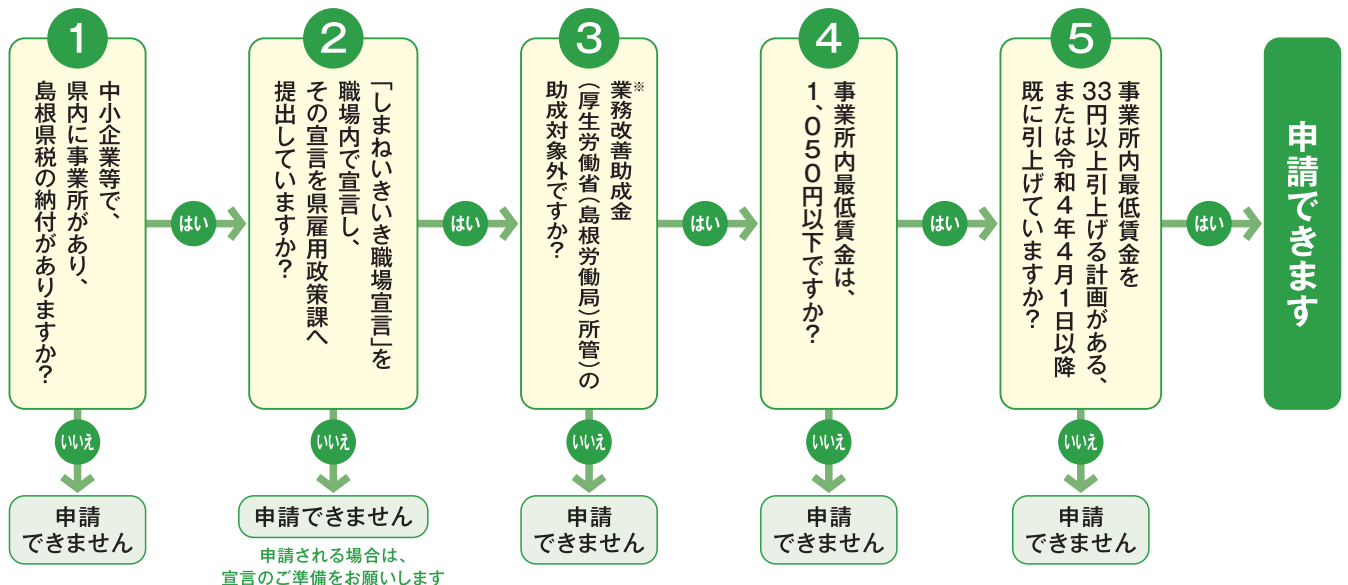 1
中小企業等で、
県内に事業所があり、
島根県税の納付がありますか？
はい
いいえ
申請
できません
2
「しまねいきいき職場宣言」を
職場内で宣言し、
その宣言を県雇用政策課へ
提出していますか？
はい
いいえ
申請できません
申請される場合は、
宣言のご準備をお願いします
3
※
業務改善助成金
（厚生労働省（島根労働局）所管）の
助成対象外ですか？
はい
いいえ
申請
できません
4
事業所内最低賃金は、
１、０５０円以下ですか？
はい
いいえ
申請
できません
5
事業所内最低賃金を
33円以上引上げる計画がある、
または令和４年４月１日以降
既に引上げていますか？
はい
いいえ
申請
できません
申請できます